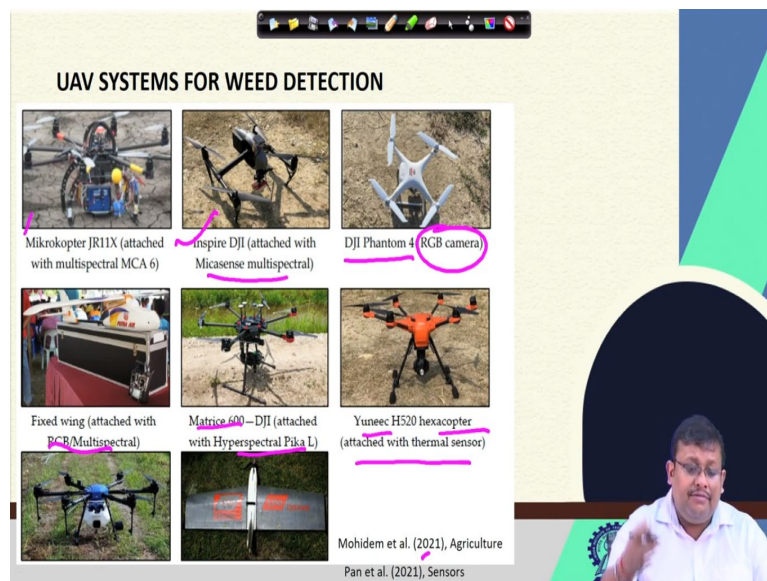 UAV SYSTEMS FOR WEED DETECTION
Mikrokopter JR11X (attached
with multispectral MCA 6)
Inspire DJI (attached with
Micasense multispectral)
DJI Phantom 4 (RGB camera)
Fixed wing (attached with
RGB/Multispectral)
Matrice 600—DJI (attached
with Hyperspectral Pika L)
Yuneec H520 hexacopter
(attached with thermal sensor)
Mohidem et al. (2021), Agriculture
Pan et al. (2021), Sensors